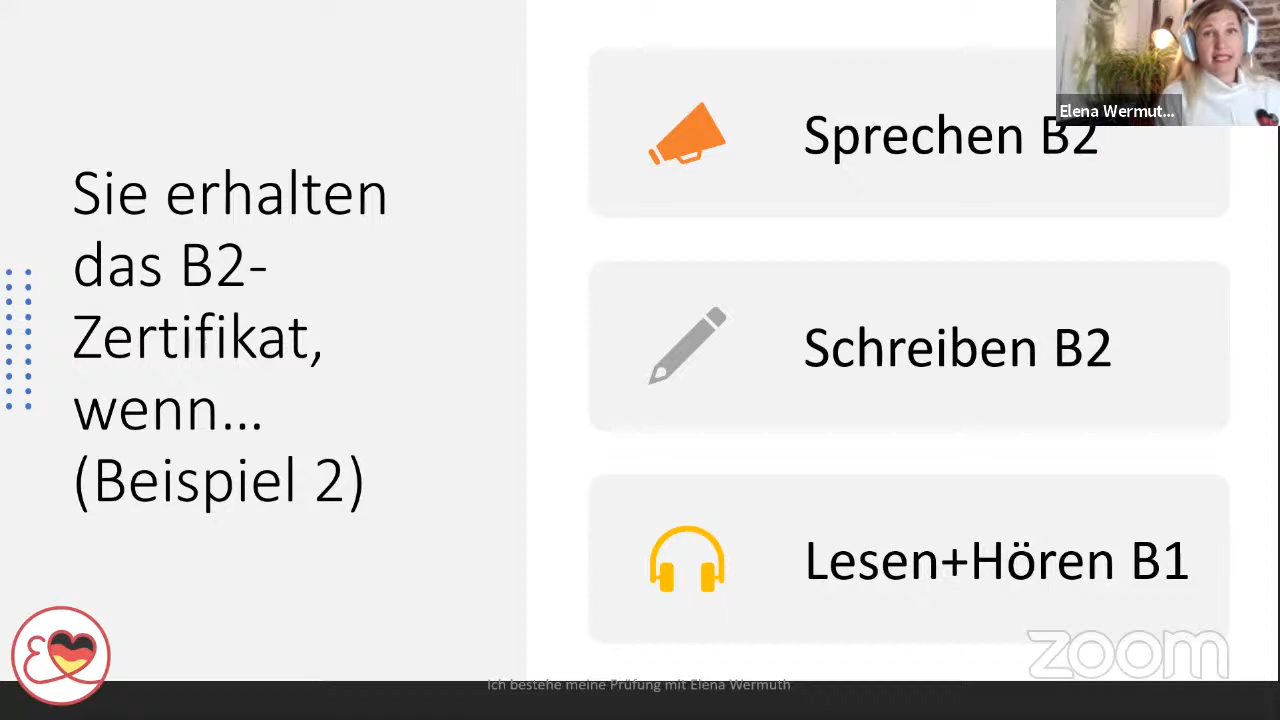 Sie erhalten
das B2-
Zertifikat,
wenn...
(Beispiel 2)
Sprechen B2
Schreiben B2
Lesen+Hören B1
Elena Wermut...
zoom
Ich bestehe meine Prüfung mit Elena Wermuth